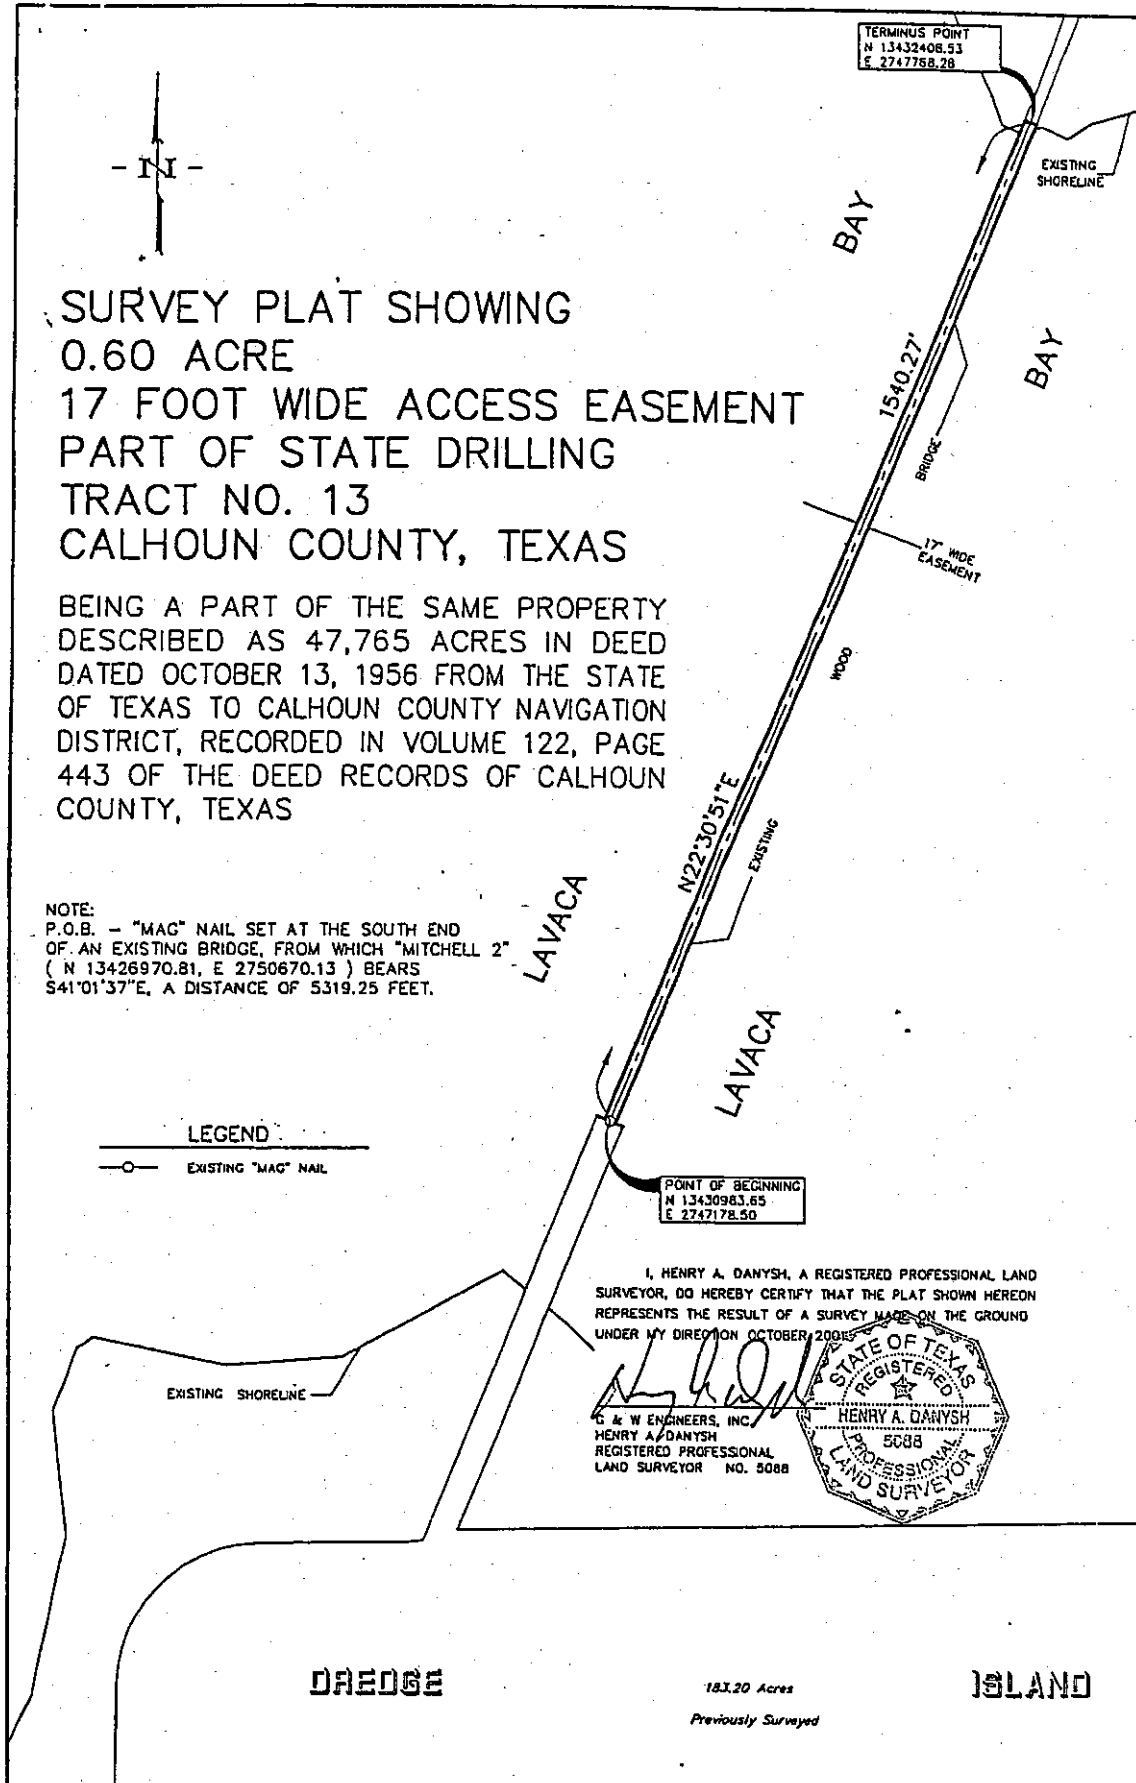 TERMINUS POINT
N 13432408.53
E 2747768.28
- N -
EXISTING
SHORELINE
BAY
BAY
SURVEY PLAT SHOWING
0.60 ACRE
17 FOOT WIDE ACCESS EASEMENT
PART OF STATE DRILLING
TRACT NO. 13
CALHOUN COUNTY, TEXAS
1540.27'
BRIDGE
17' WIDE
EASEMENT
BEING A PART OF THE SAME PROPERTY
DESCRIBED AS 47,765 ACRES IN DEED
DATED OCTOBER 13, 1956 FROM THE STATE
OF TEXAS TO CALHOUN COUNTY NAVIGATION
DISTRICT, RECORDED IN VOLUME 122, PAGE
443 OF THE DEED RECORDS OF CALHOUN
COUNTY, TEXAS
WOOD
N22°30'51"E
EXISTING
LAVACA
NOTE:
P.O.B. - "MAG" NAIL SET AT THE SOUTH END
OF AN EXISTING BRIDGE, FROM WHICH "MITCHELL 2"
( N 13426970.81, E 2750670.13 ) BEARS
S41°01'37"E, A DISTANCE OF 5319.25 FEET.
LAVACA
LEGEND
EXISTING "MAG" NAIL
POINT OF BEGINNING
N 13430983.65
E 2747178.50
I, HENRY A. DANYSH, A REGISTERED PROFESSIONAL LAND
SURVEYOR, DO HEREBY CERTIFY THAT THE PLAT SHOWN HEREON
REPRESENTS THE RESULT OF A SURVEY MADE ON THE GROUND
UNDER MY DIRECTION OCTOBER,
EXISTING SHORELINE
G & W ENGINEERS, INC.
HENRY A. DANYSH
REGISTERED PROFESSIONAL
LAND SURVEYOR NO. 5088
STATE OF TEXAS
REGISTERED
HENRY A. DANYSH
5088
PROFESSIONAL
LAND SURVEYOR
DREDGE ISLAND
183.20 Acres
Previously Surveyed